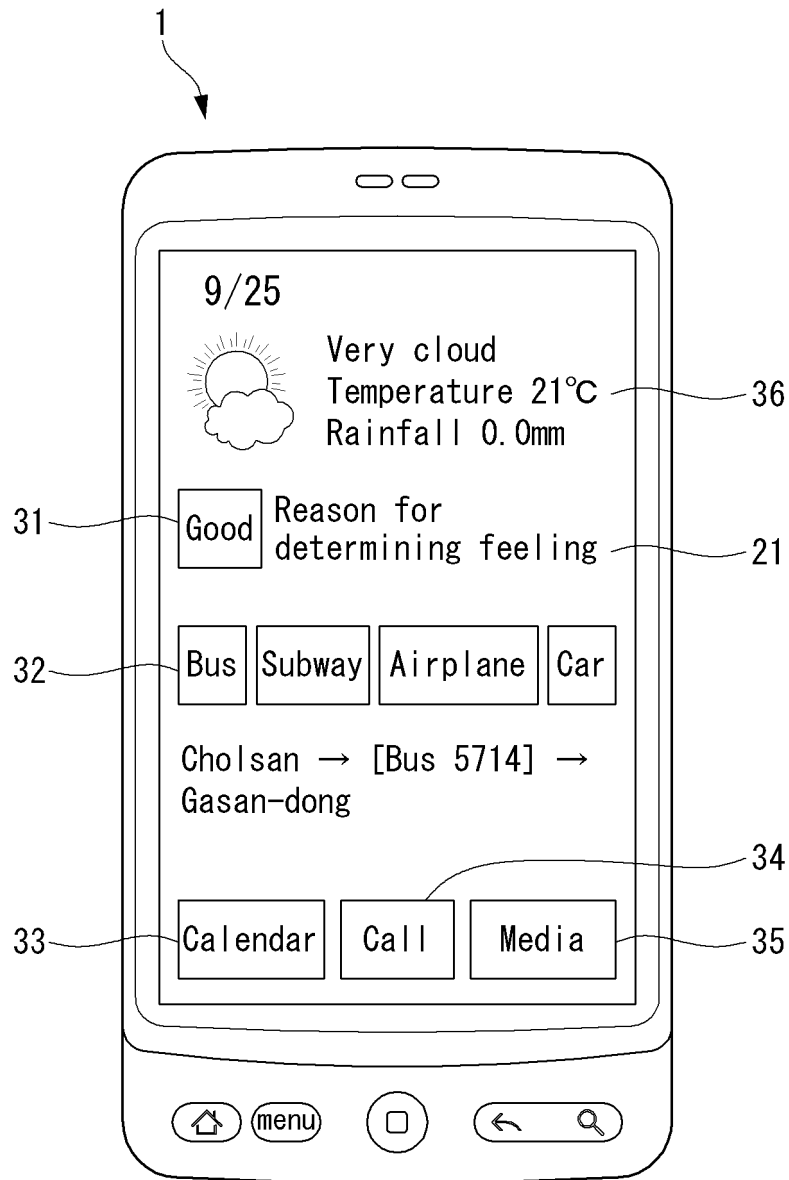 1
9/25
Very cloud
Temperature 21℃
36
Rainfall 0.0mm
31
Good
Reason for
determining feeling
21
32
Bus
Subway
Airplane
Car
Cholsan → [Bus 5714] →
Gasan-dong
34
33
Calendar
Call
Media
35
menu